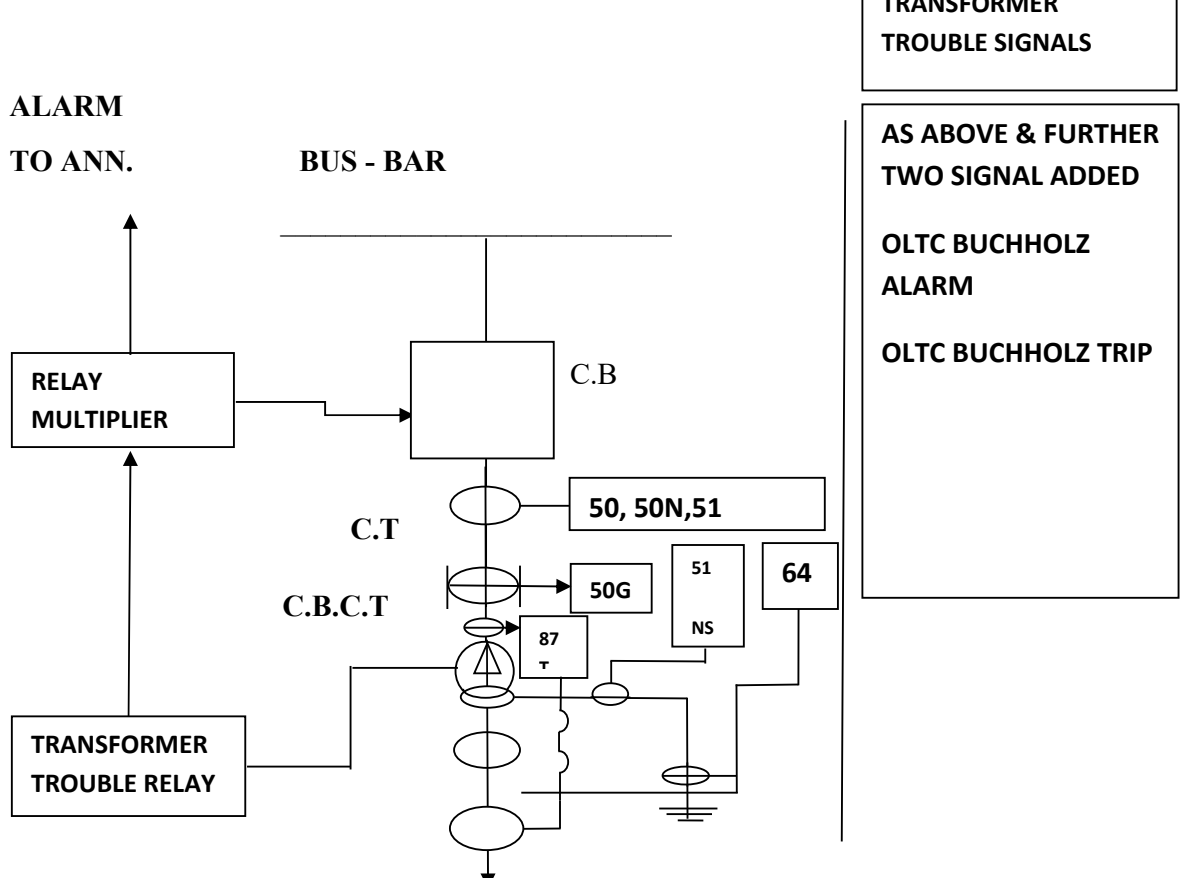 TRANSFORMER
TROUBLE SIGNALS
ALARM
TO ANN.
BUS - BAR
AS ABOVE & FURTHER
TWO SIGNAL ADDED
OLTC BUCHHOLZ
ALARM
OLTC BUCHHOLZ TRIP
RELAY
MULTIPLIER
C.B
50, 50N,51
C.T
50G
51
NS
64
C.B.C.T
87
T
TRANSFORMER
TROUBLE RELAY